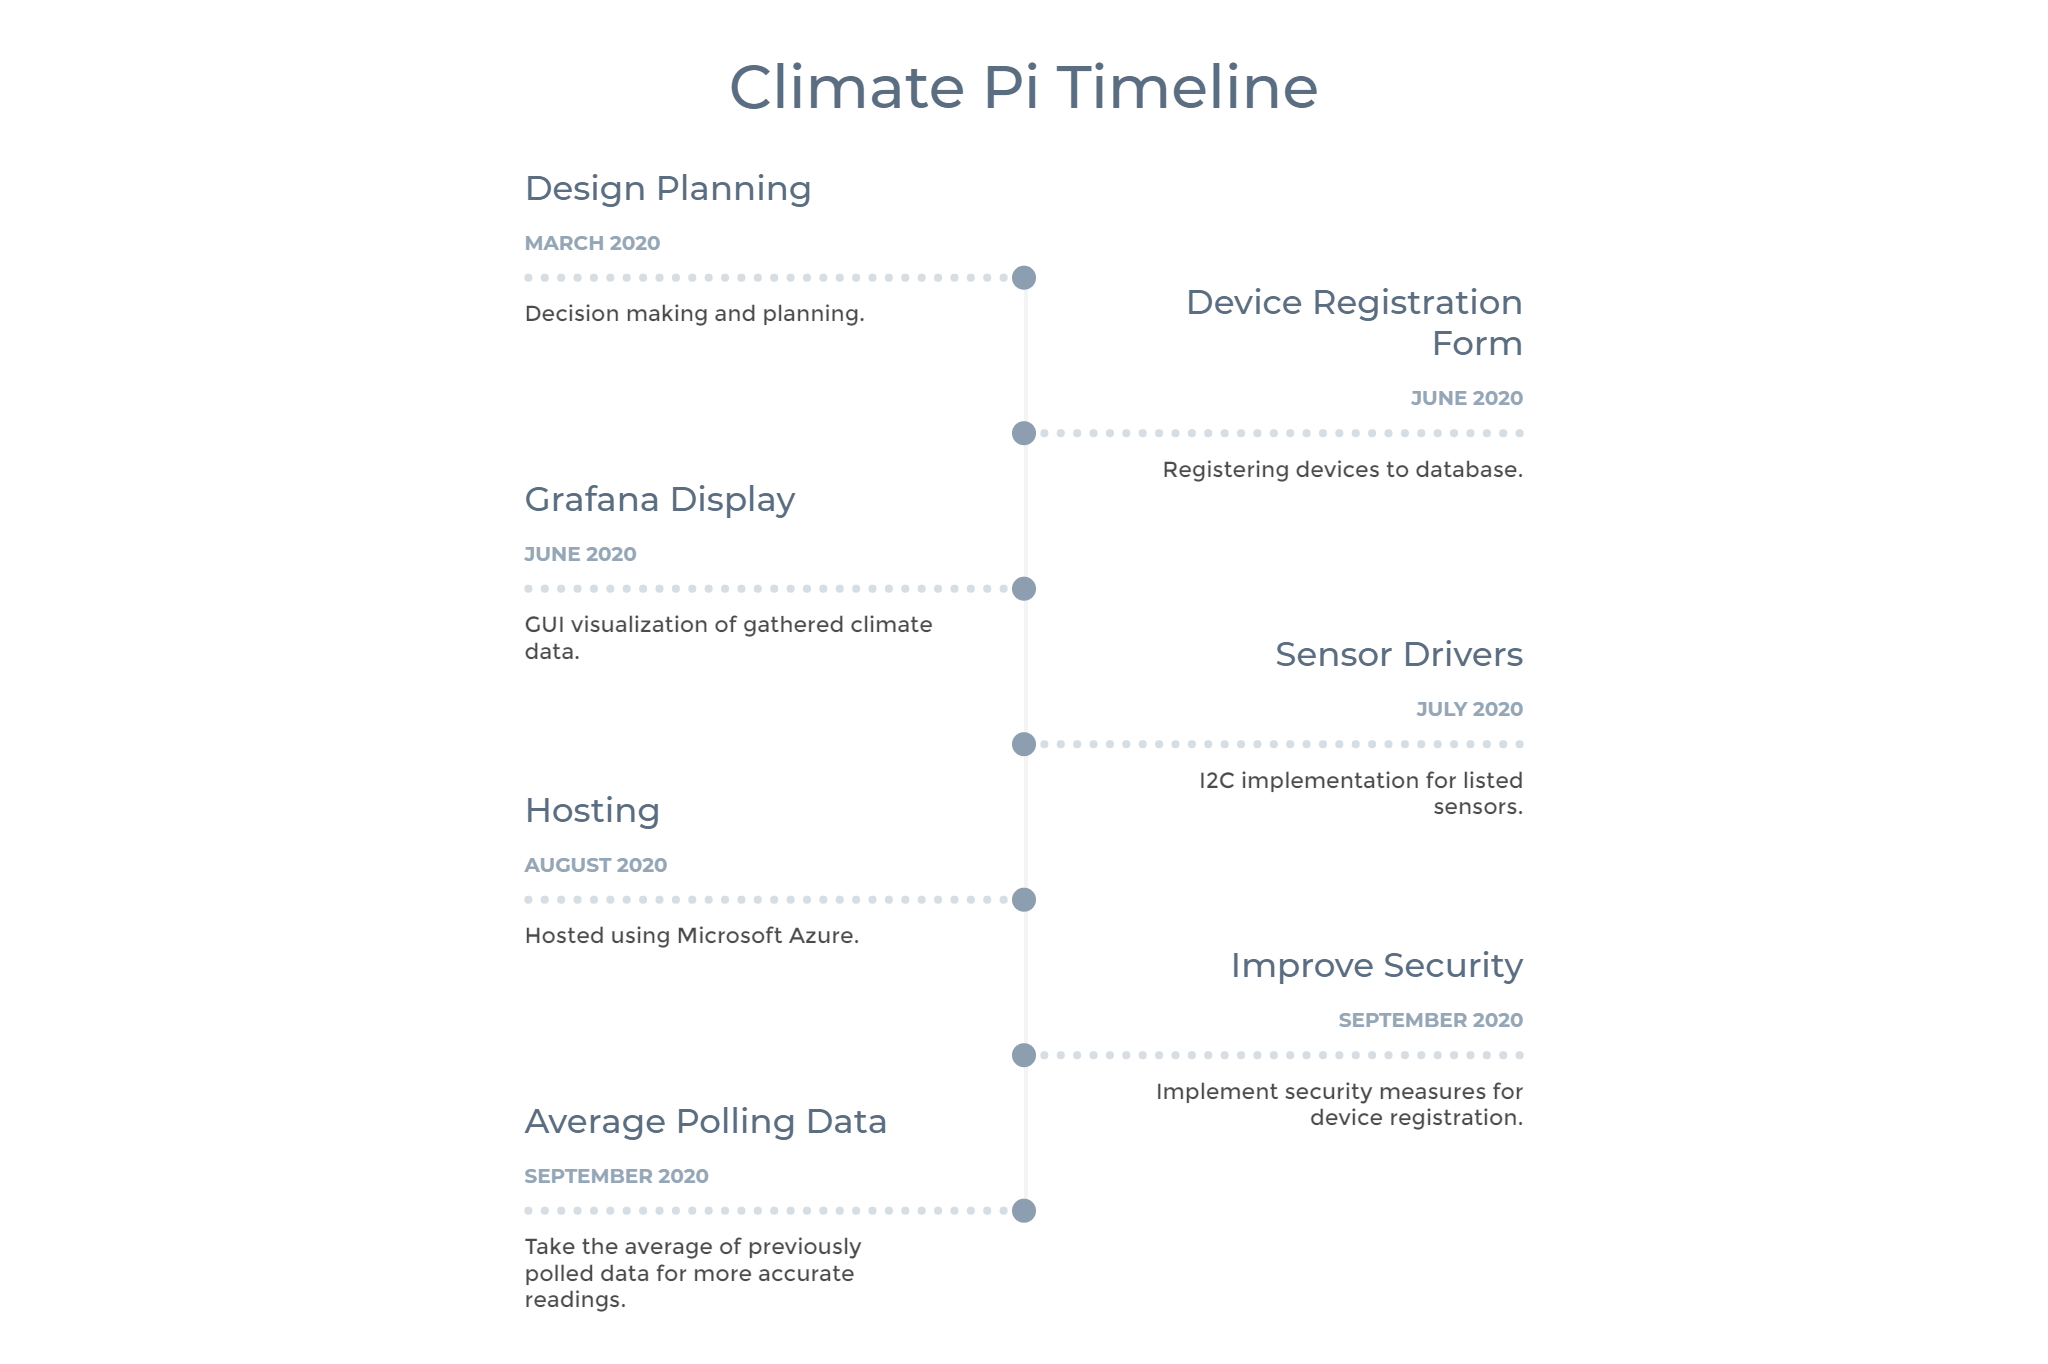 Climate Pi Timeline
Design Planning
MARCH 2020
Decision making and planning.
Device Registration
Form
JUNE 2020
Registering devices to database.
Grafana Display
JUNE 2020
GUI visualization of gathered climate
data.
Sensor Drivers
JULY 2020
I2C implementation for listed
sensors.
Hosting
AUGUST 2020
Hosted using Microsoft Azure.
Improve Security
SEPTEMBER 2020
Implement security measures for
device registration.
Average Polling Data
SEPTEMBER 2020
Take the average of previously
polled data for more accurate
readings.